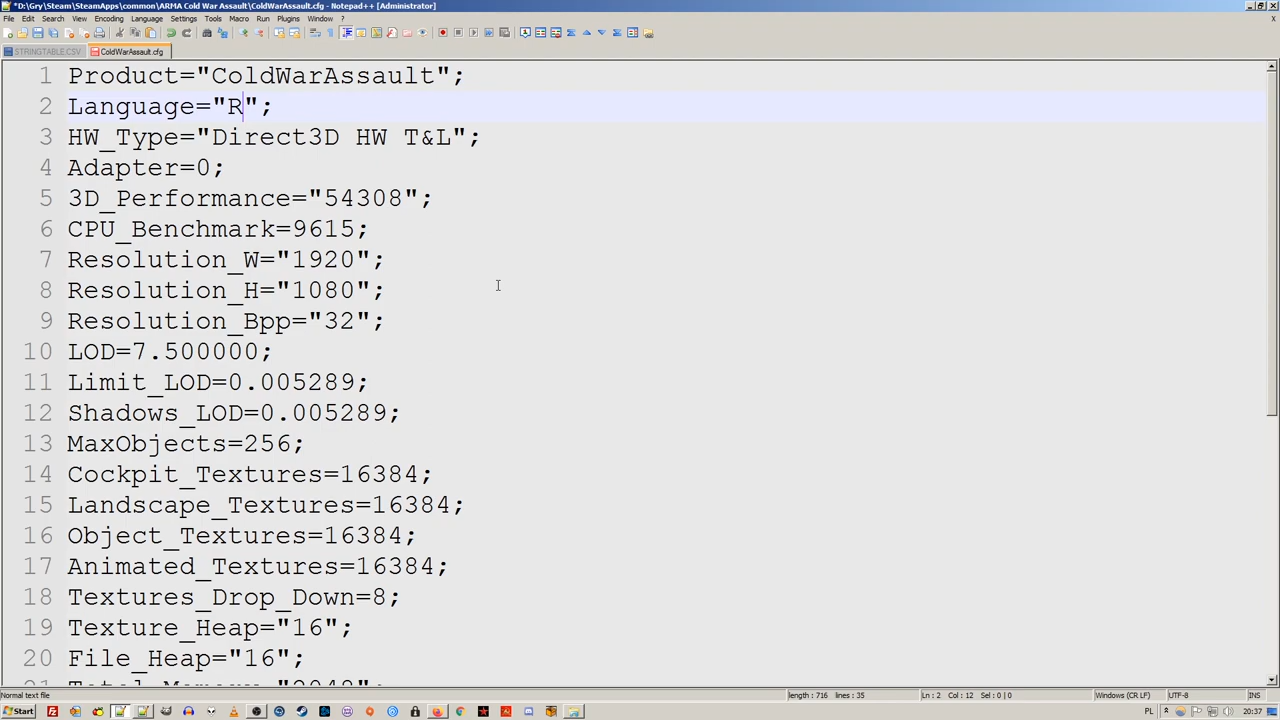 *D:\Gry\Steam\SteamApps\common\ARMA Cold War Assault\ColdWarAssault.cfg - Notepad++ [Administrator]
File Edit Search View Encoding Language Settings Tools Macro Run Plugins Window ?
X
STRINGTABLE.CSV ColdWarAssault.cfg
1 Product="ColdWarAssault";
2 Language="R";
3 HW_Type="Direct3D HW T&L";
4 Adapter=0;
5 3D_Performance="54308";
6 CPU_Benchmark=9615;
7 Resolution_W="1920";
8 Resolution_H="1080";
9 Resolution_Bpp="32";
10 LOD=7.500000;
11 Limit_LOD=0.005289;
12 Shadows_LOD=0.005289;
13 MaxObjects=256;
14 Cockpit_Textures=16384;
15 Landscape_Textures=16384;
16 Object_Textures=16384;
17 Animated_Textures=16384;
18 Textures_Drop_Down=8;
19 Texture_Heap="16";
20 File_Heap="16";
21 Total_Memory="2048";
Normal text file length : 716 lines : 35 Ln : 2 Col : 12 Sel : 0 | 0 Windows (CR LF) UTF-8 INS
Start PL 20:37